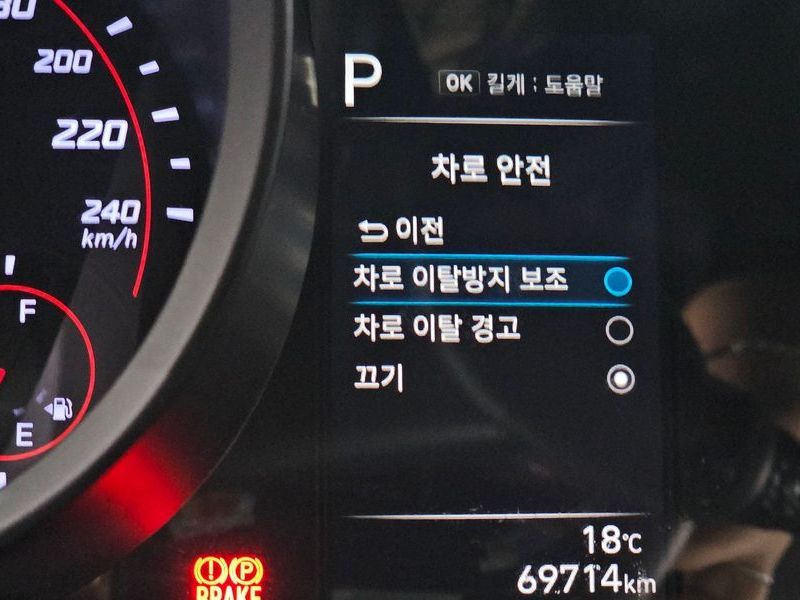 200
220
240
km/h
F
E
P
OK 길게 : 도움말
차로 안전
이전
차로 이탈방지 보조
차로 이탈 경고
끄기
18℃
69714km
(!) (P)
BRAKE